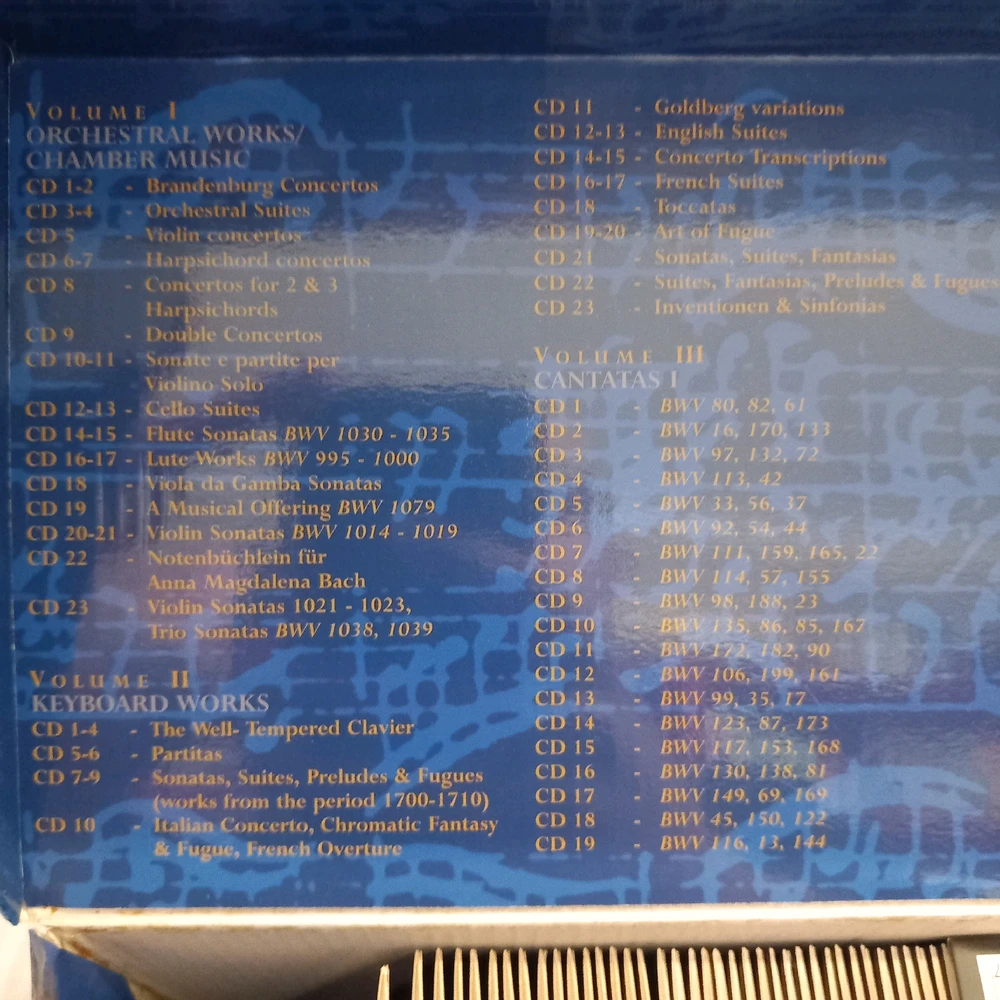 VOLUME I
ORCHESTRAL WORKS/
CHAMBER MUSIC
CD 1-2 - Brandenburg Concertos
CD 3-4 - Orchestral Suites
CD 5 - Violin concertos
CD 6-7 - Harpsichord concertos
CD 8 - Concertos for 2 & 3
Harpsichords
CD 9 - Double Concertos
CD 10-11 - Sonate e partite per
Violino Solo
CD 12-13 - Cello Suites
CD 14-15 - Flute Sonatas BWV 1030 - 1035
CD 16-17 - Lute Works BWV 995 - 1000
CD 18 - Viola da Gamba Sonatas
CD 19 - A Musical Offering BWV 1079
CD 20-21 - Violin Sonatas BWV 1014 - 1019
CD 22 - Notenbüchlein für
Anna Magdalena Bach
CD 23 - Violin Sonatas 1021 - 1023,
Trio Sonatas BWV 1038, 1039
VOLUME II
KEYBOARD WORKS
CD 1-4 - The Well- Tempered Clavier
CD 5-6 - Partitas
CD 7-9 - Sonatas, Suites, Preludes & Fugues
(works from the period 1700-1710)
CD 10 - Italian Concerto, Chromatic Fantasy
& Fugue, French Overture
CD 11 - Goldberg variations
CD 12-13 - English Suites
CD 14-15 - Concerto Transcriptions
CD 16-17 - French Suites
CD 18 - Toccatas
CD 19-20 - Art of Fugue
CD 21 - Sonatas, Suites, Fantasias
CD 22 - Suites, Fantasias, Preludes & Fugues
CD 23 - Inventionen & Sinfonias
VOLUME III
CANTATAS I
CD 1 - BWV 80, 82, 61
CD 2 - BWV 16, 170, 133
CD 3 - BWV 97, 132, 72
CD 4 - BWV 113, 42
CD 5 - BWV 33, 56, 37
CD 6 - BWV 92, 54, 44
CD 7 - BWV 111, 159, 165, 22
CD 8 - BWV 114, 57, 155
CD 9 - BWV 98, 188, 23
CD 10 - BWV 135, 86, 85, 167
CD 11 - BWV 172, 182, 90
CD 12 - BWV 106, 199, 161
CD 13 - BWV 99, 35, 17
CD 14 - BWV 123, 87, 173
CD 15 - BWV 117, 153, 168
CD 16 - BWV 130, 138, 81
CD 17 - BWV 149, 69, 169
CD 18 - BWV 45, 150, 122
CD 19 - BWV 116, 13, 144